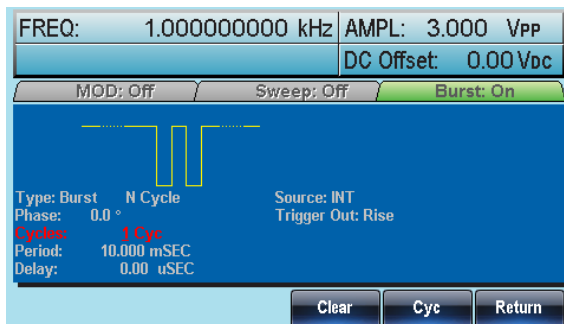 FREQ: 1.000000000 kHz AMPL: 3.000 VPP
DC Offset: 0.00 VDC
MOD: Off Sweep: Off Burst: On
Type: Burst N Cycle Source: INT
Phase: 0.0 ° Trigger Out: Rise
Cycles: 1 Cyc
Period: 10.000 mSEC
Delay: 0.00 uSEC
Clear Cyc Return